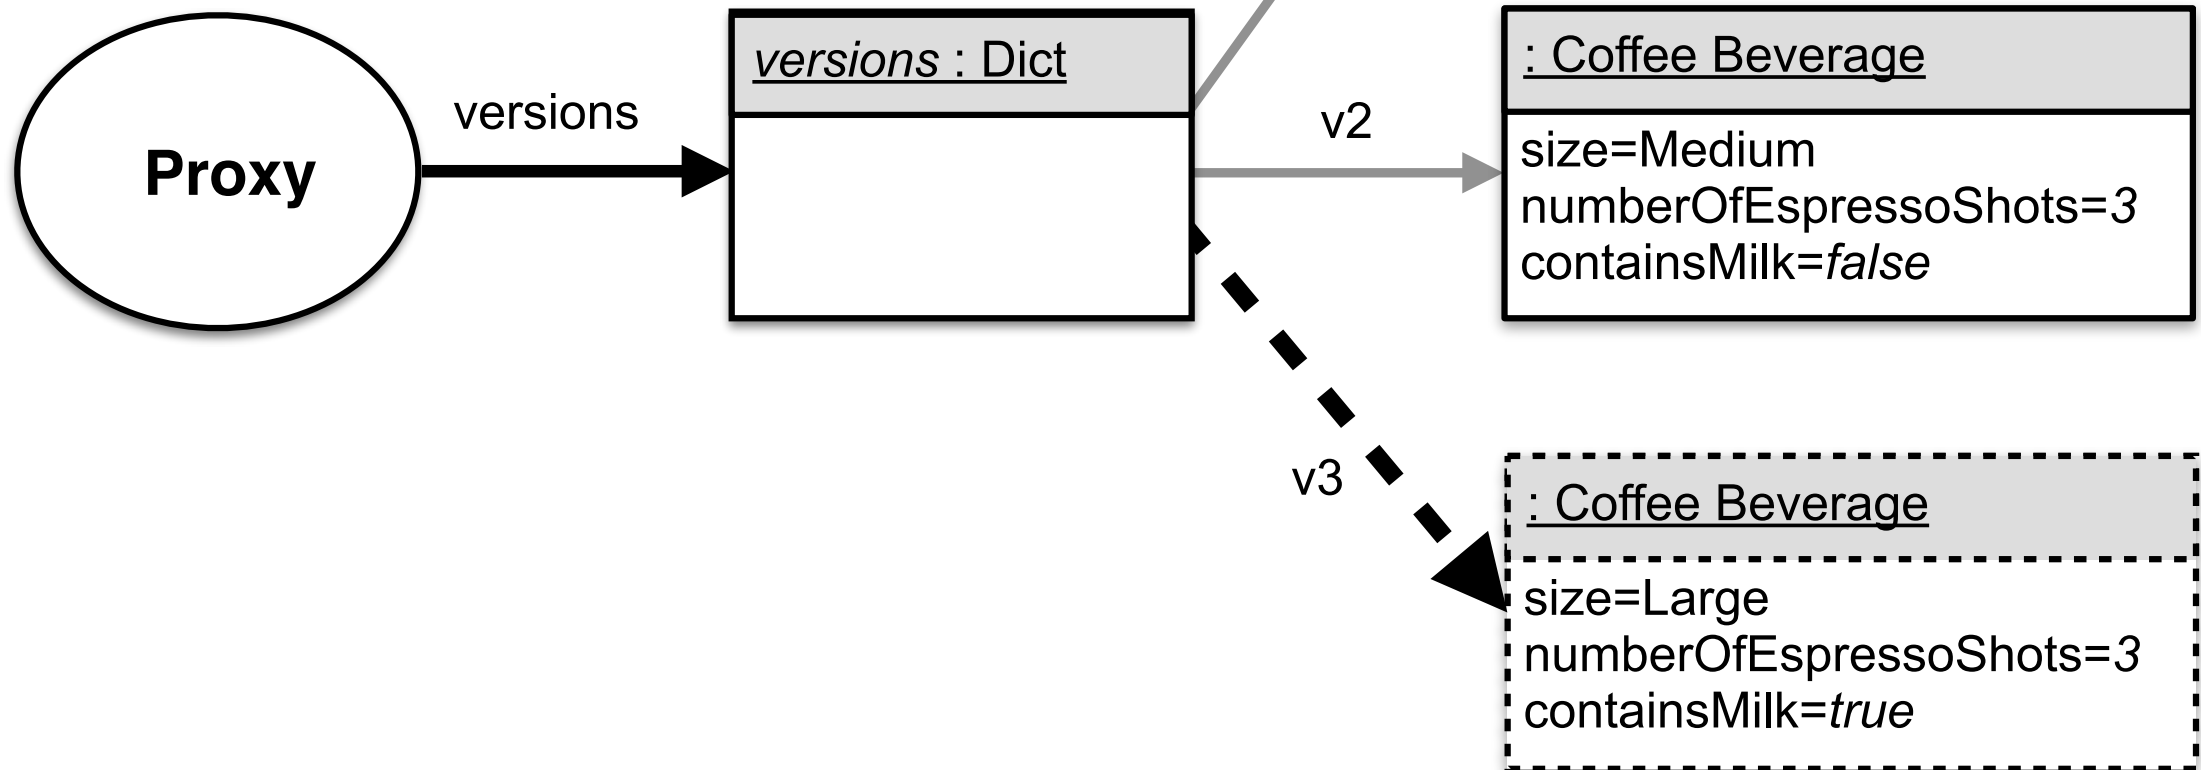 Proxy
versions
versions : Dict
v2
: Coffee Beverage
size=Medium
numberOfEspressoShots=3
containsMilk=false
v3
: Coffee Beverage
size=Large
numberOfEspressoShots=3
containsMilk=true